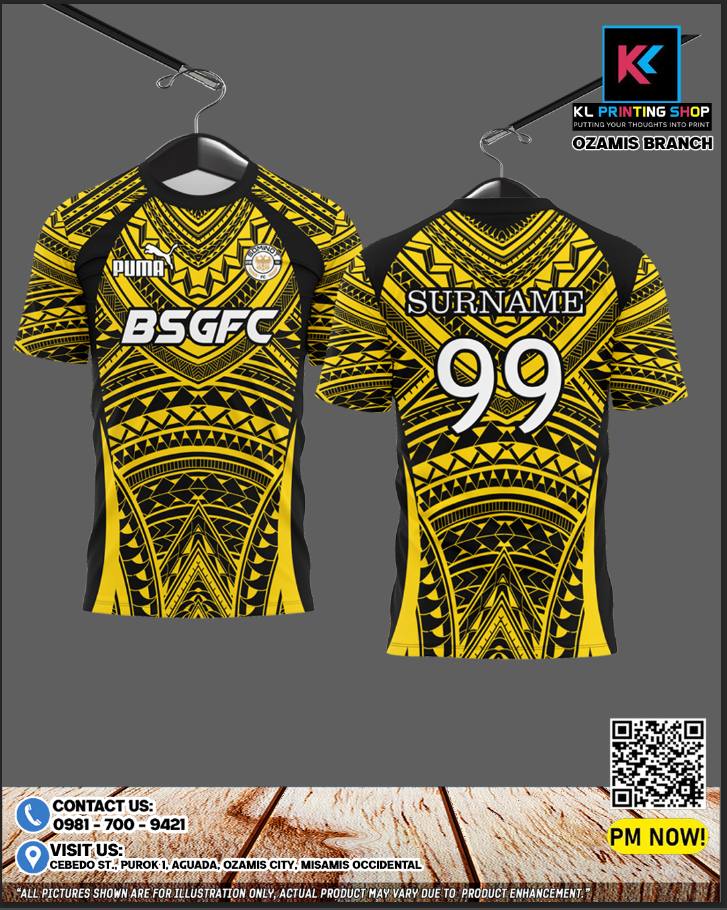 KL PRINTING SHOP
PUTTING YOUR THOUGHTS INTO PRINT
OZAMIS BRANCH
PUMA
FC
BSGFC
SURNAME
99
CONTACT US:
0981 - 700 - 9421
VISIT US:
CEBEDO ST., PUROK 1, AGUADA, OZAMIS CITY, MISAMIS OCCIDENTAL
PM NOW!
"ALL PICTURES SHOWN ARE FOR ILLUSTRATION ONLY, ACTUAL PRODUCT MAY VARY DUE TO PRODUCT ENHANCEMENT."